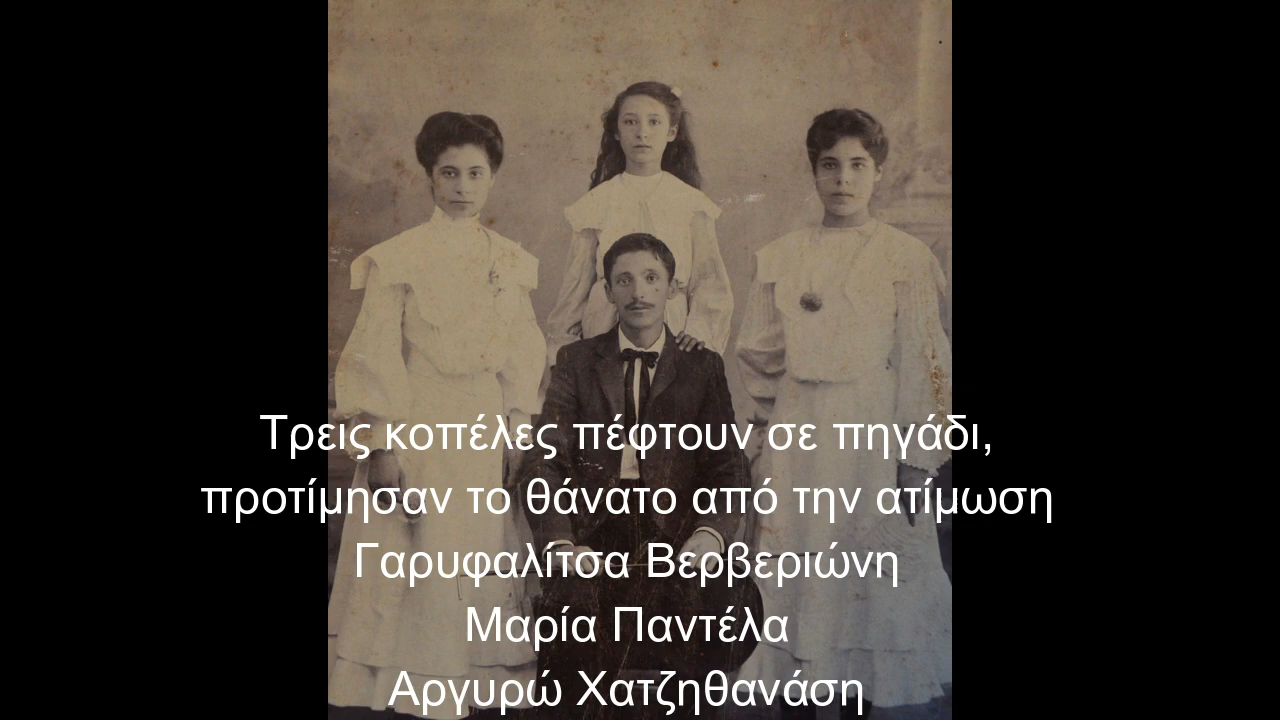 Τρεις κοπέλες πέφτουν σε πηγάδι,
προτίμησαν το θάνατο από την ατίμωση
Γαρυφαλίτσα Βερβεριώνη
Μαρία Παντέλα
Αργυρώ Χατζηθανάση